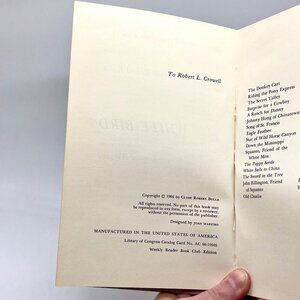 To Robert L. Crowell
Copyright © 1966 by Clyde Robert Bulla
All rights reserved. No part of this book may
be reproduced in any form, except by a reviewer,
without the permission of the publisher.
Designed by Joan Maestro
MANUFACTURED IN THE UNITED STATES OF AMERICA
Library of Congress Catalog Card No. AC 66-10505
Weekly Reader Book Club Edition
The Donkey Cart
Riding the Pony Express
The Secret Valley
Surprise for a Cowboy
A Ranch for Danny
Johnny Hong of Chinatown
Song of St. Francis
Eagle Feather
Star of Wild Horse Canyon
Down the Mississippi
Squanto, Friend of the
White Men
The Poppy Seeds
White Sails to China
The Sword in the Tree
John Billington, Friend
of Squanto
Old Charlie